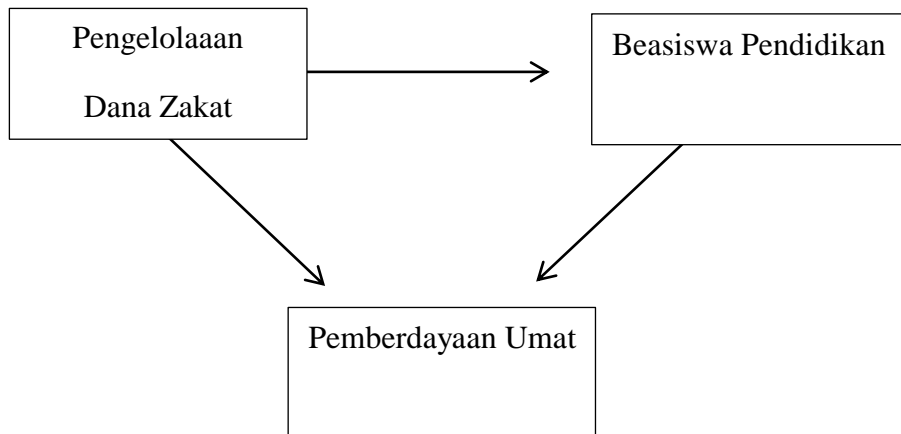 Pengelolaaan
Dana Zakat
Beasiswa Pendidikan
Pemberdayaan Umat